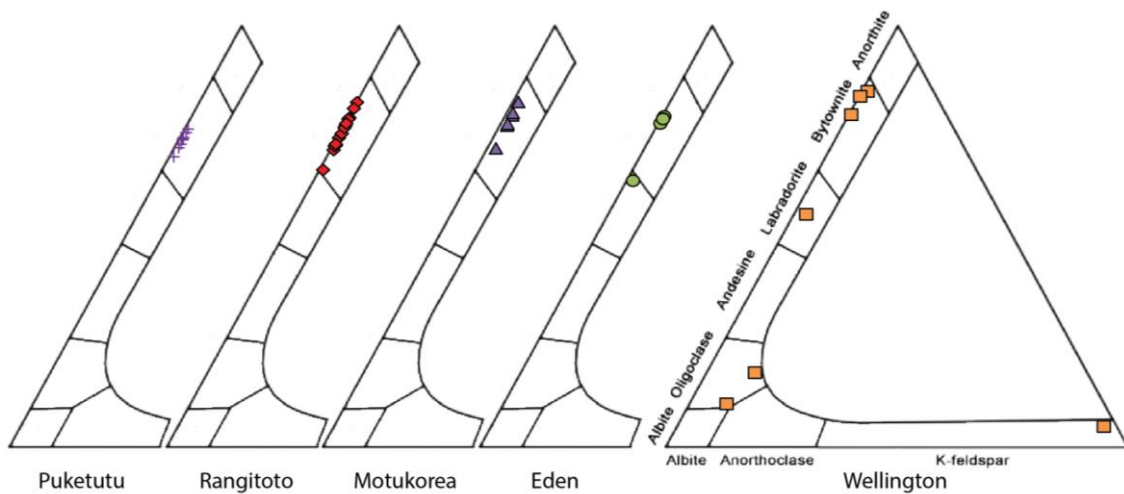 Anorthite
Bytownite
Labradorite
Andesine
Oligoclase
Albite
Albite Anorthoclase K-feldspar
Puketutu Rangitoto Motukorea Eden Wellington